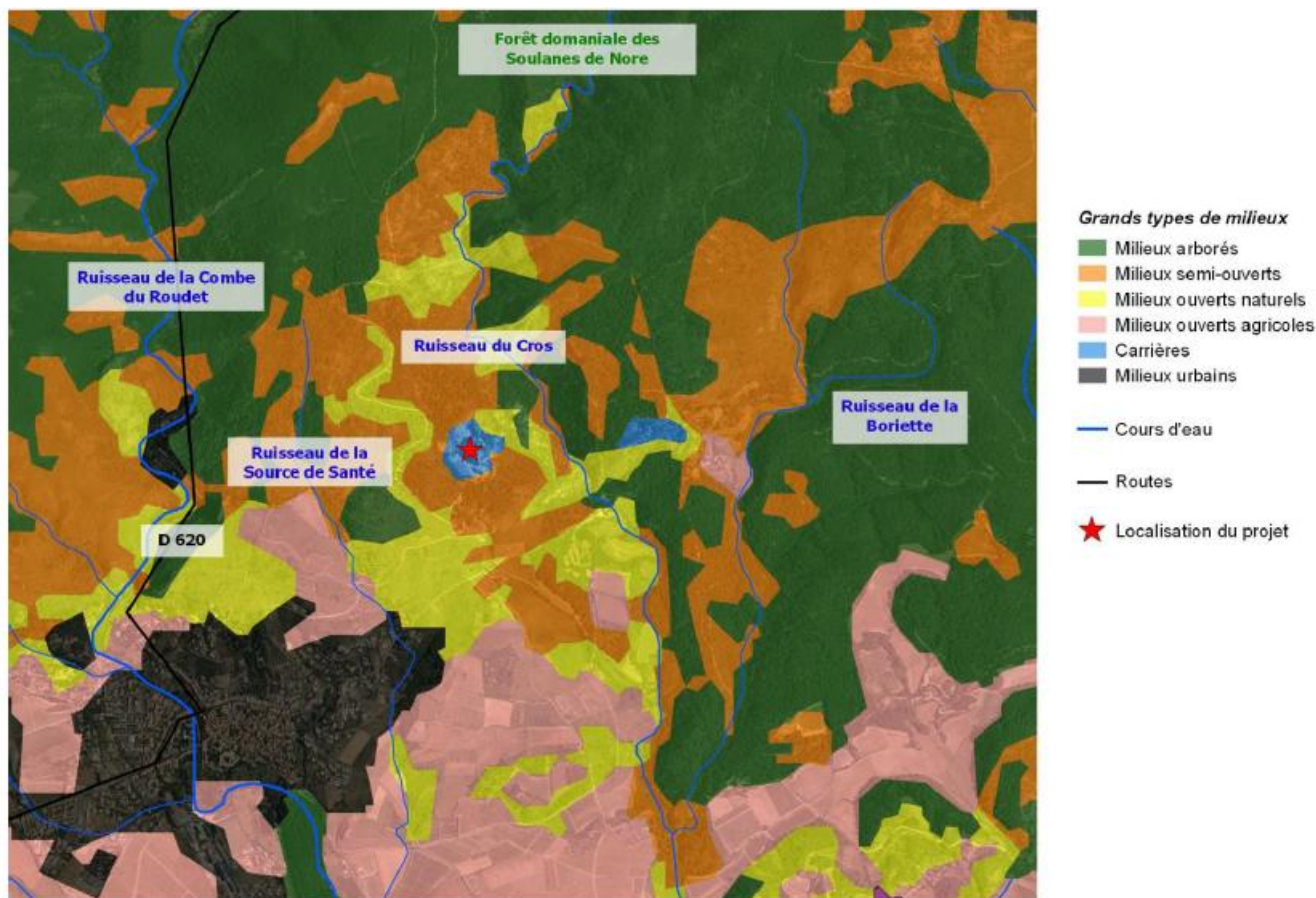 Forêt domaniale des
Soulanes de Nore
Ruisseau de la Combe
du Roudet
Ruisseau du Cros
Ruisseau de la
Boriette
Ruisseau de la
Source de Santé
D 620
Grands types de milieux
Milieux arborés
Milieux semi-ouverts
Milieux ouverts naturels
Milieux ouverts agricoles
Carrières
Milieux urbains
Cours d'eau
Routes
Localisation du projet